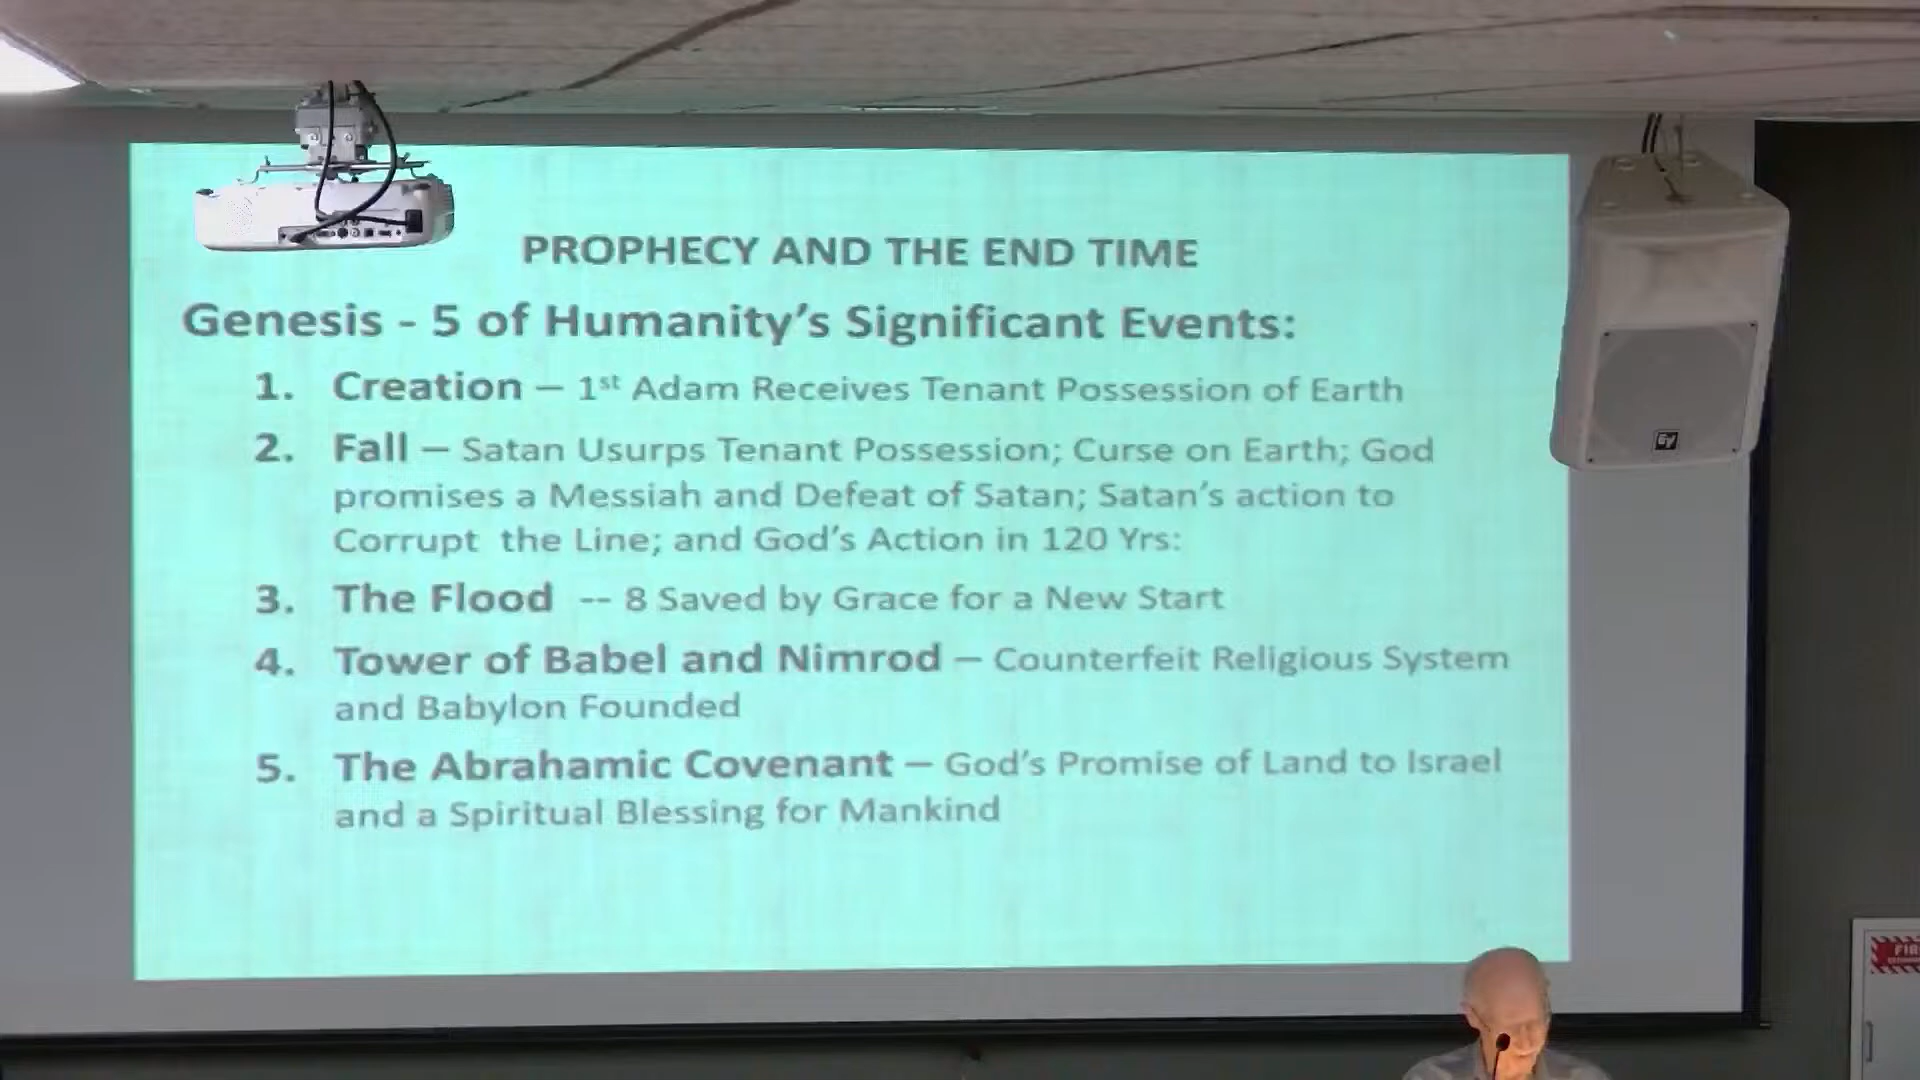 PROPHECY AND THE END TIME
Genesis - 5 of Humanity's Significant Events:
1. Creation – 1st Adam Receives Tenant Possession of Earth
2. Fall – Satan Usurps Tenant Possession; Curse on Earth; God
promises a Messiah and Defeat of Satan; Satan's action to
Corrupt the Line; and God's Action in 120 Yrs:
3. The Flood -- 8 Saved by Grace for a New Start
4. Tower of Babel and Nimrod – Counterfeit Religious System
and Babylon Founded
5. The Abrahamic Covenant – God's Promise of Land to Israel
and a Spiritual Blessing for Mankind
EV